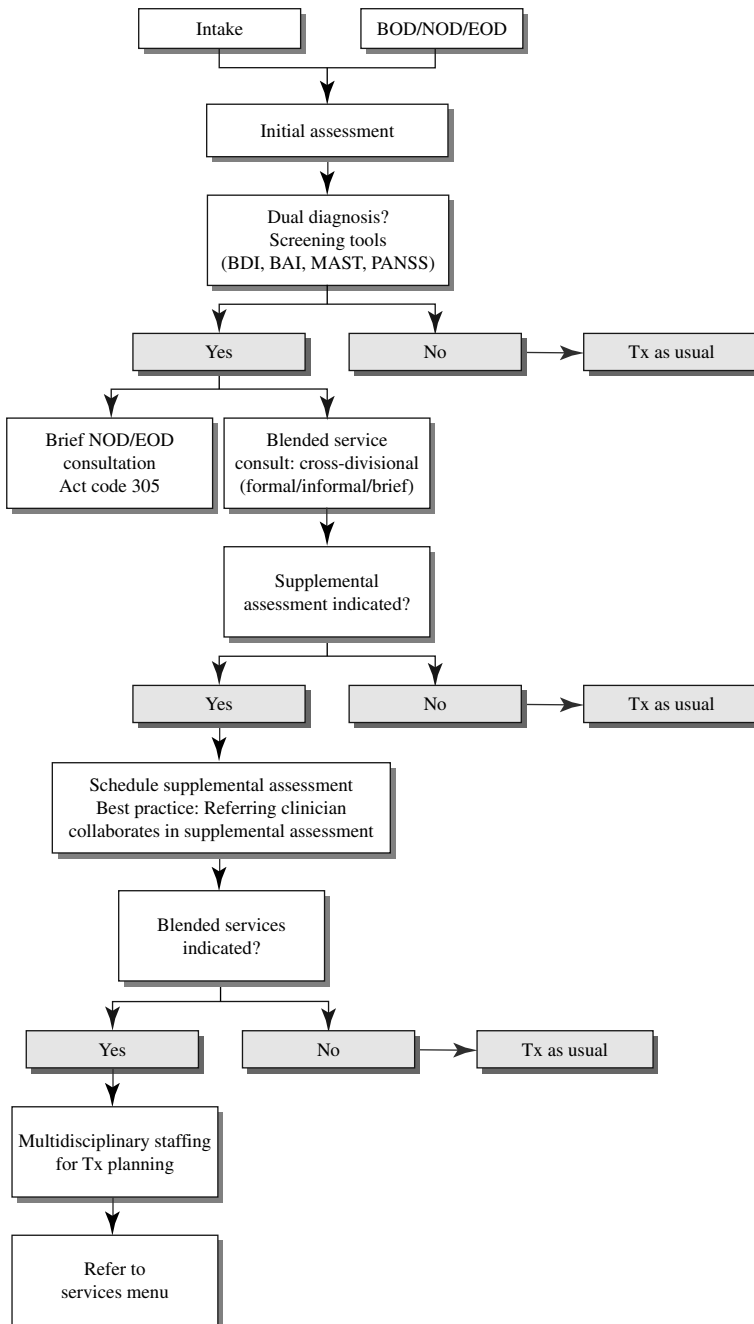 Intake
BOD/NOD/EOD
Initial assessment
Dual diagnosis?
Screening tools
(BDI, BAI, MAST, PANSS)
Yes
No
Tx as usual
Brief NOD/EOD
consultation
Act code 305
Blended service
consult: cross-divisional
(formal/informal/brief)
Supplemental
assessment indicated?
Yes
No
Tx as usual
Schedule supplemental assessment
Best practice: Referring clinician
collaborates in supplemental assessment
Blended services
indicated?
Yes
No
Tx as usual
Multidisciplinary staffing
for Tx planning
Refer to
services menu